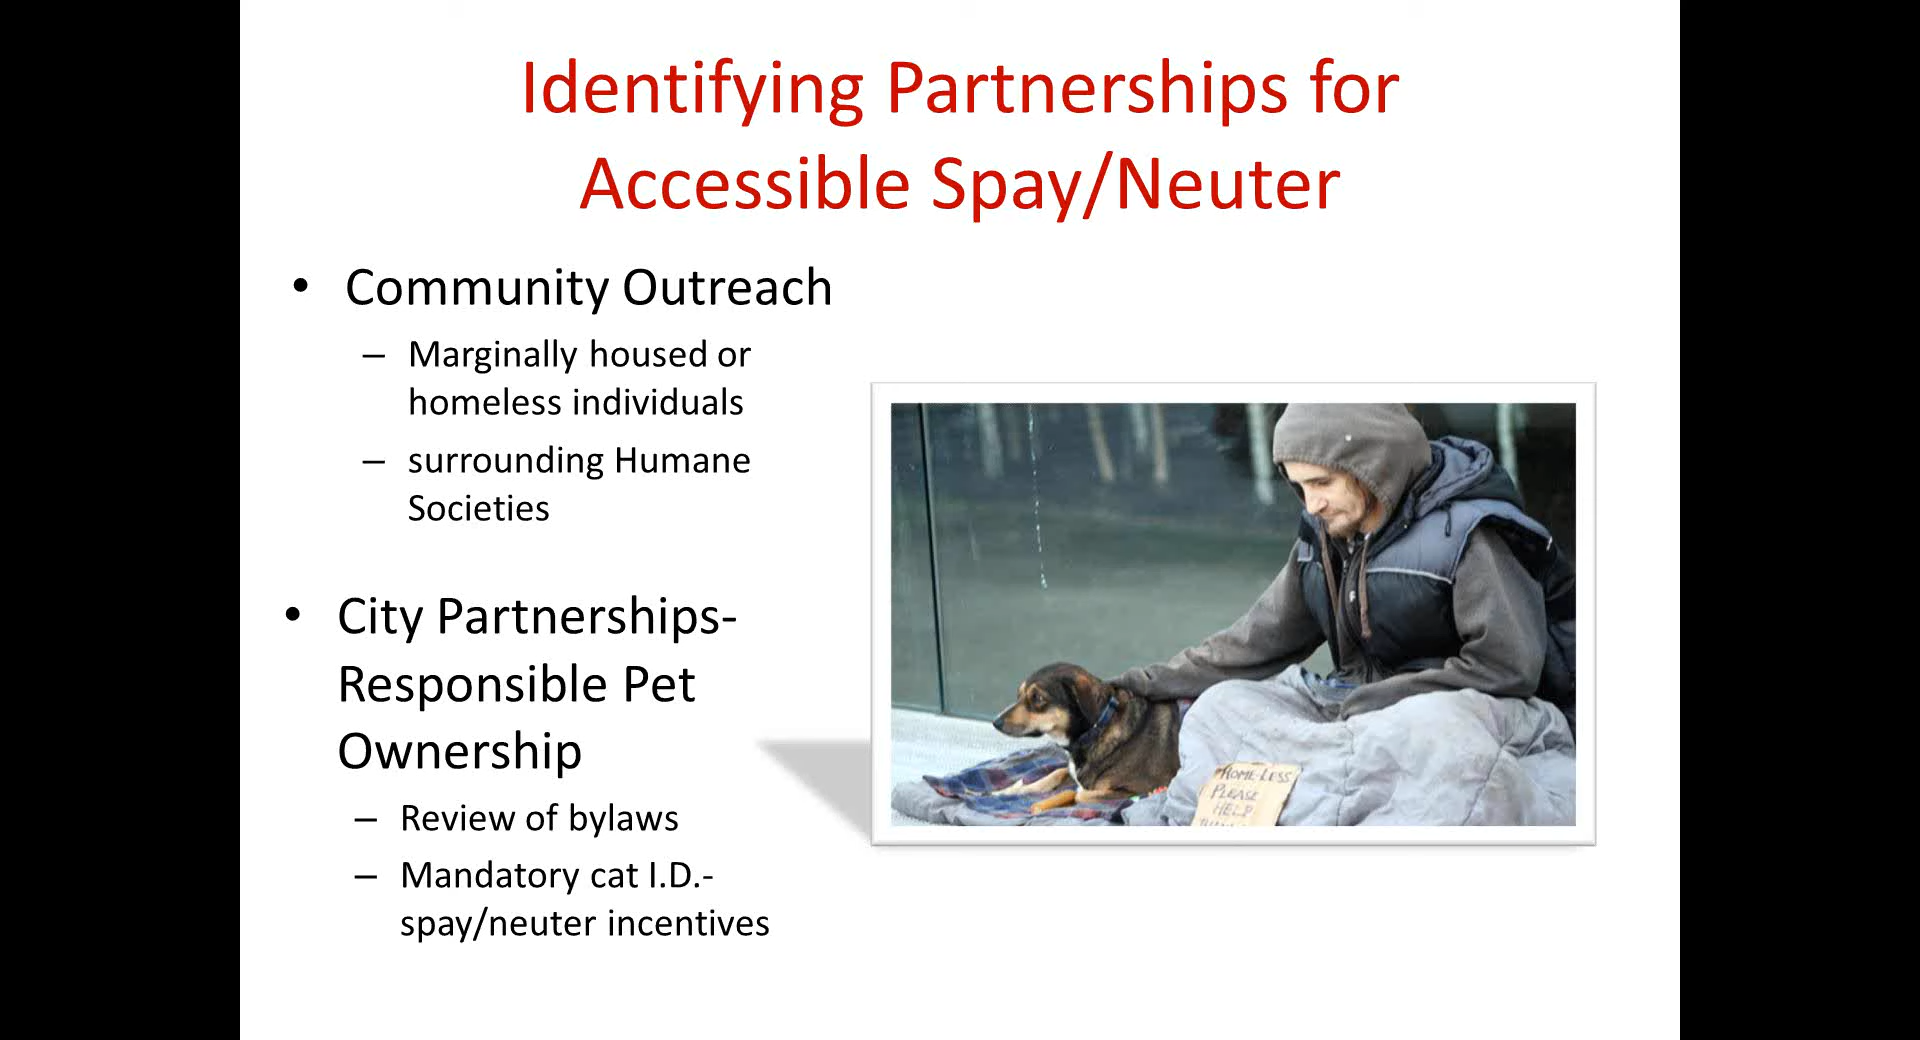 Identifying Partnerships for
Accessible Spay/Neuter
• Community Outreach
– Marginally housed or
homeless individuals
– surrounding Humane
Societies
• City Partnerships-
Responsible Pet
Ownership
– Review of bylaws
– Mandatory cat I.D.-
spay/neuter incentives
HOME-LESS
PLEASE
HELP